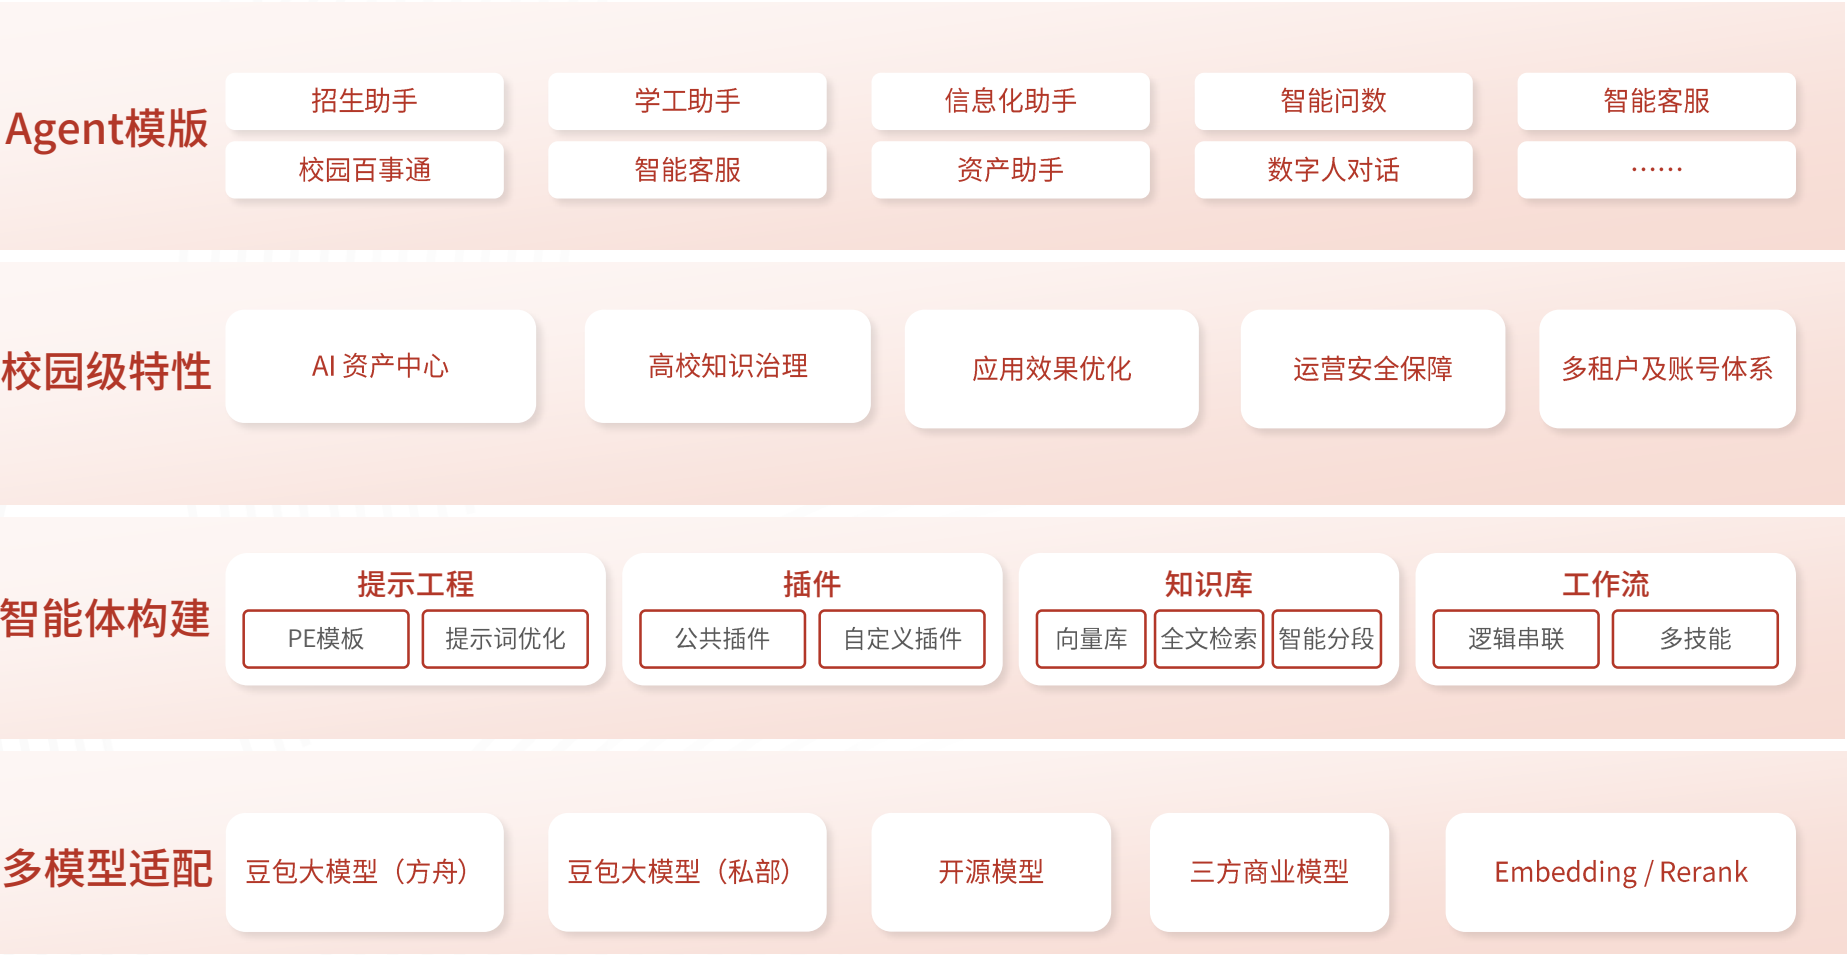 Agent模版
招生助手
学工助手
信息化助手
智能问数
智能客服
校园百事通
智能客服
资产助手
数字人对话
……
校园级特性
AI 资产中心
高校知识治理
应用效果优化
运营安全保障
多租户及账号体系
智能体构建
提示工程
PE模板
提示词优化
插件
公共插件
自定义插件
知识库
向量库
全文检索
智能分段
工作流
逻辑串联
多技能
多模型适配
豆包大模型（方舟）
豆包大模型（私部）
开源模型
三方商业模型
Embedding / Rerank